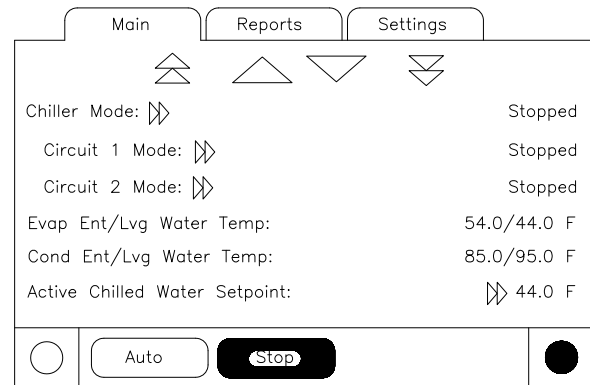 Main Reports Settings
Chiller Mode: Stopped
Circuit 1 Mode: Stopped
Circuit 2 Mode: Stopped
Evap Ent/Lvg Water Temp: 54.0/44.0 F
Cond Ent/Lvg Water Temp: 85.0/95.0 F
Active Chilled Water Setpoint: 44.0 F
Auto Stop